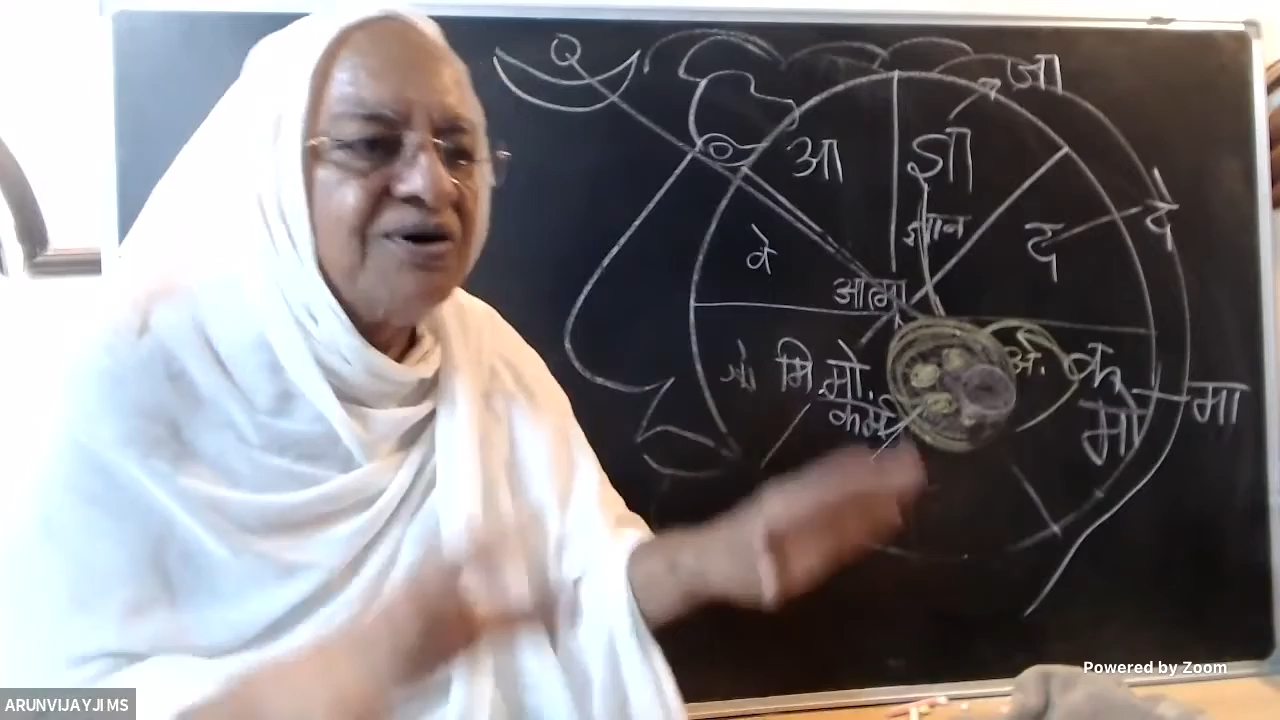 जा
आ
ज्ञा
ज्ञान
द
दे
वे
आत्मा
मि.
मो.
अं.
क
कर्म
मो
मा
Powered by Zoom
ARUNVIJAYJI MS